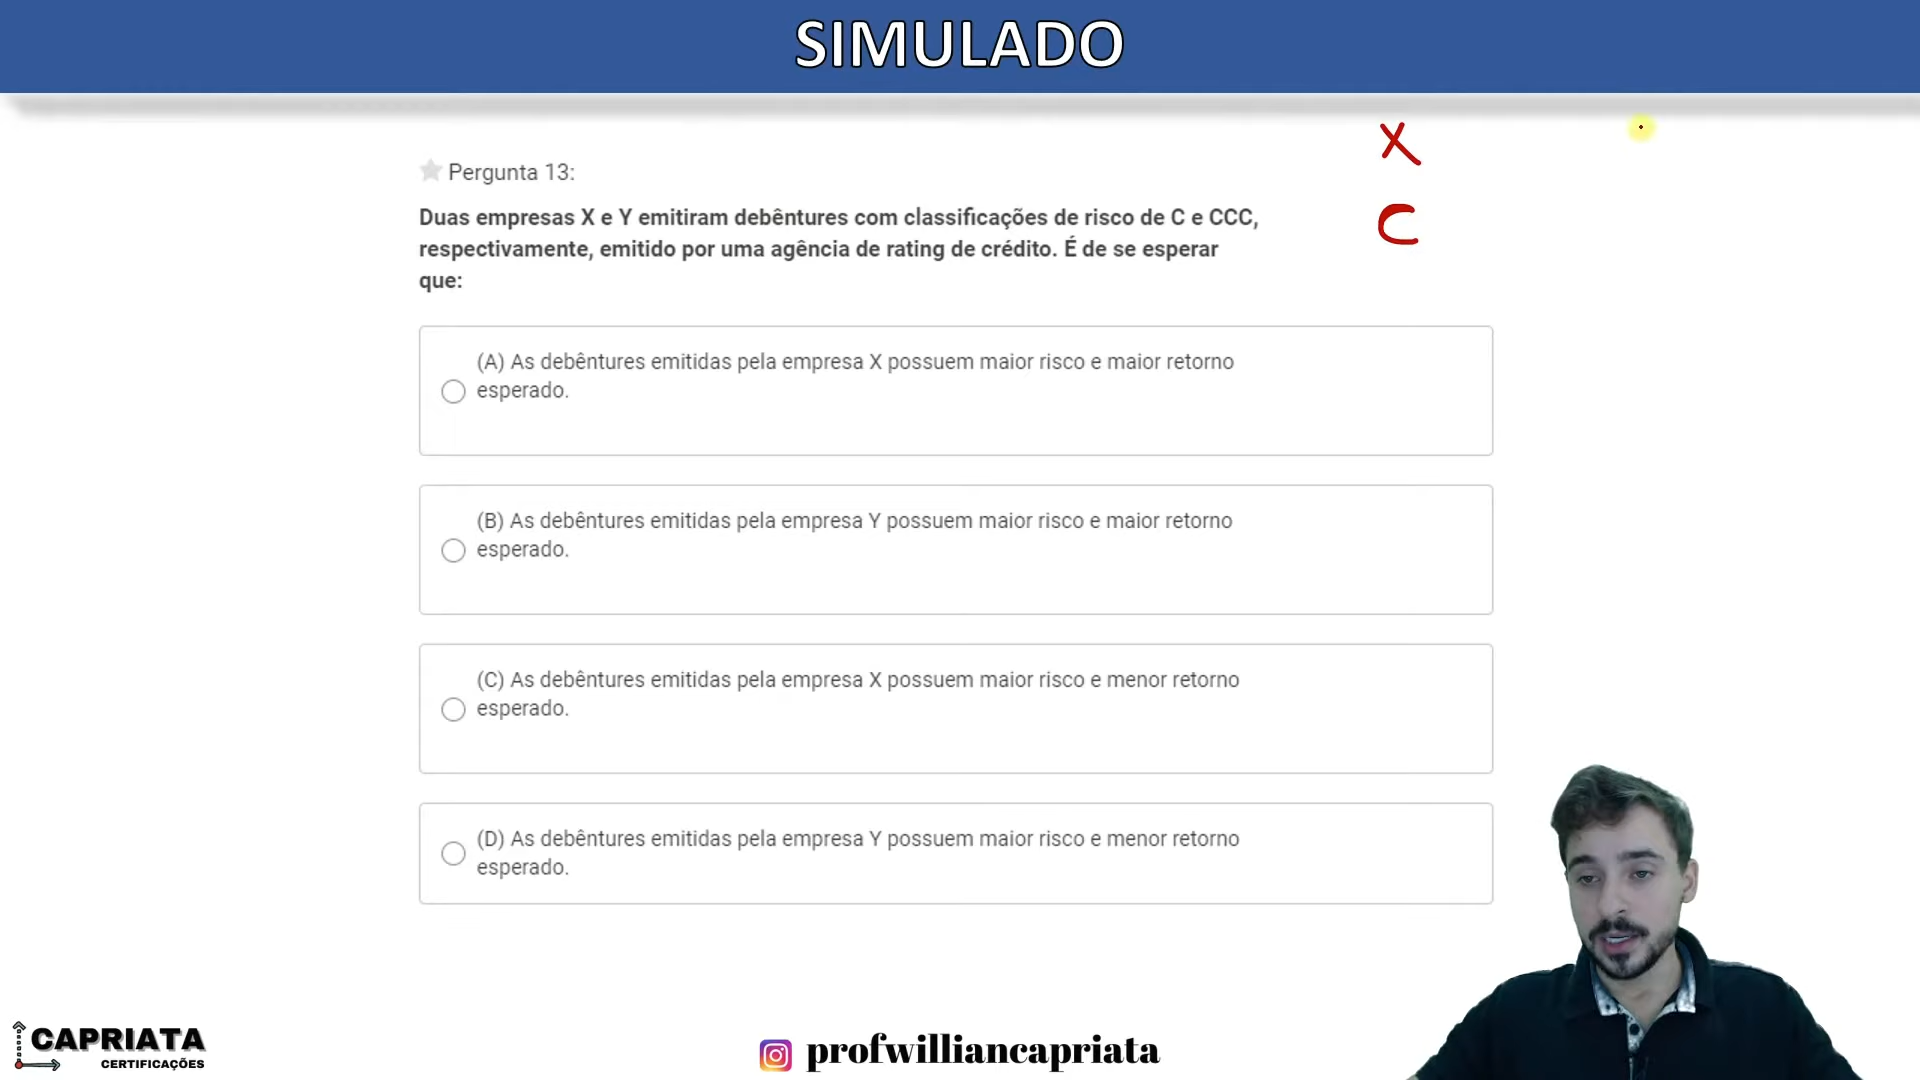 SIMULADO
X
Pergunta 13:
C
Duas empresas X e Y emitiram debêntures com classificações de risco de C e CCC,
respectivamente, emitido por uma agência de rating de crédito. É de se esperar
que:
(A) As debêntures emitidas pela empresa X possuem maior risco e maior retorno
esperado.
(B) As debêntures emitidas pela empresa Y possuem maior risco e maior retorno
esperado.
(C) As debêntures emitidas pela empresa X possuem maior risco e menor retorno
esperado.
(D) As debêntures emitidas pela empresa Y possuem maior risco e menor retorno
esperado.
CAPRIATA
CERTIFICAÇÕES
profwilliancapriata